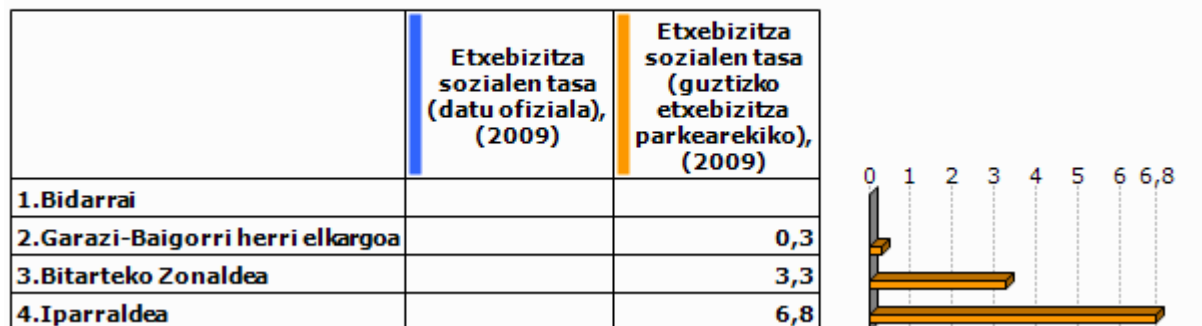 Etxebizitza
sozialen tasa
(datu ofiziala),
(2009)
Etxebizitza
sozialen tasa
(guztizko
etxebizitza
parkearekiko),
(2009)
0 1 2 3 4 5 6 6,8
1.Bidarrai
2.Garazi-Baigorri herri elkargoa 0,3
3.Bitarteko Zonaldea 3,3
4.Iparraldea 6,8